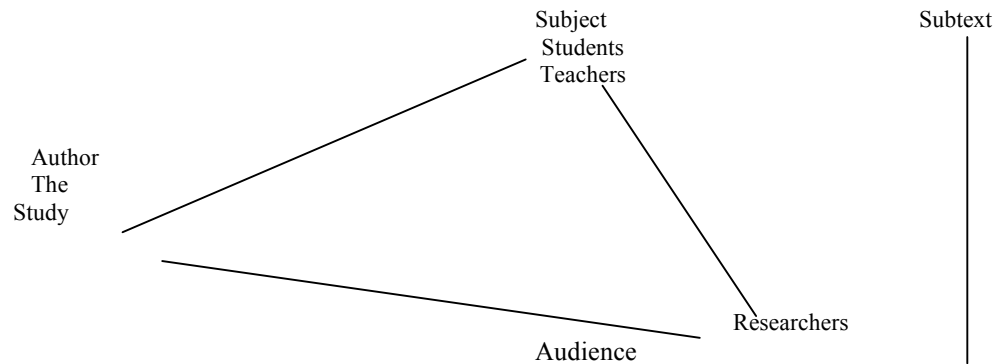 Subject
Students
Teachers
Subtext
Author
The
Study
Researchers
Audience